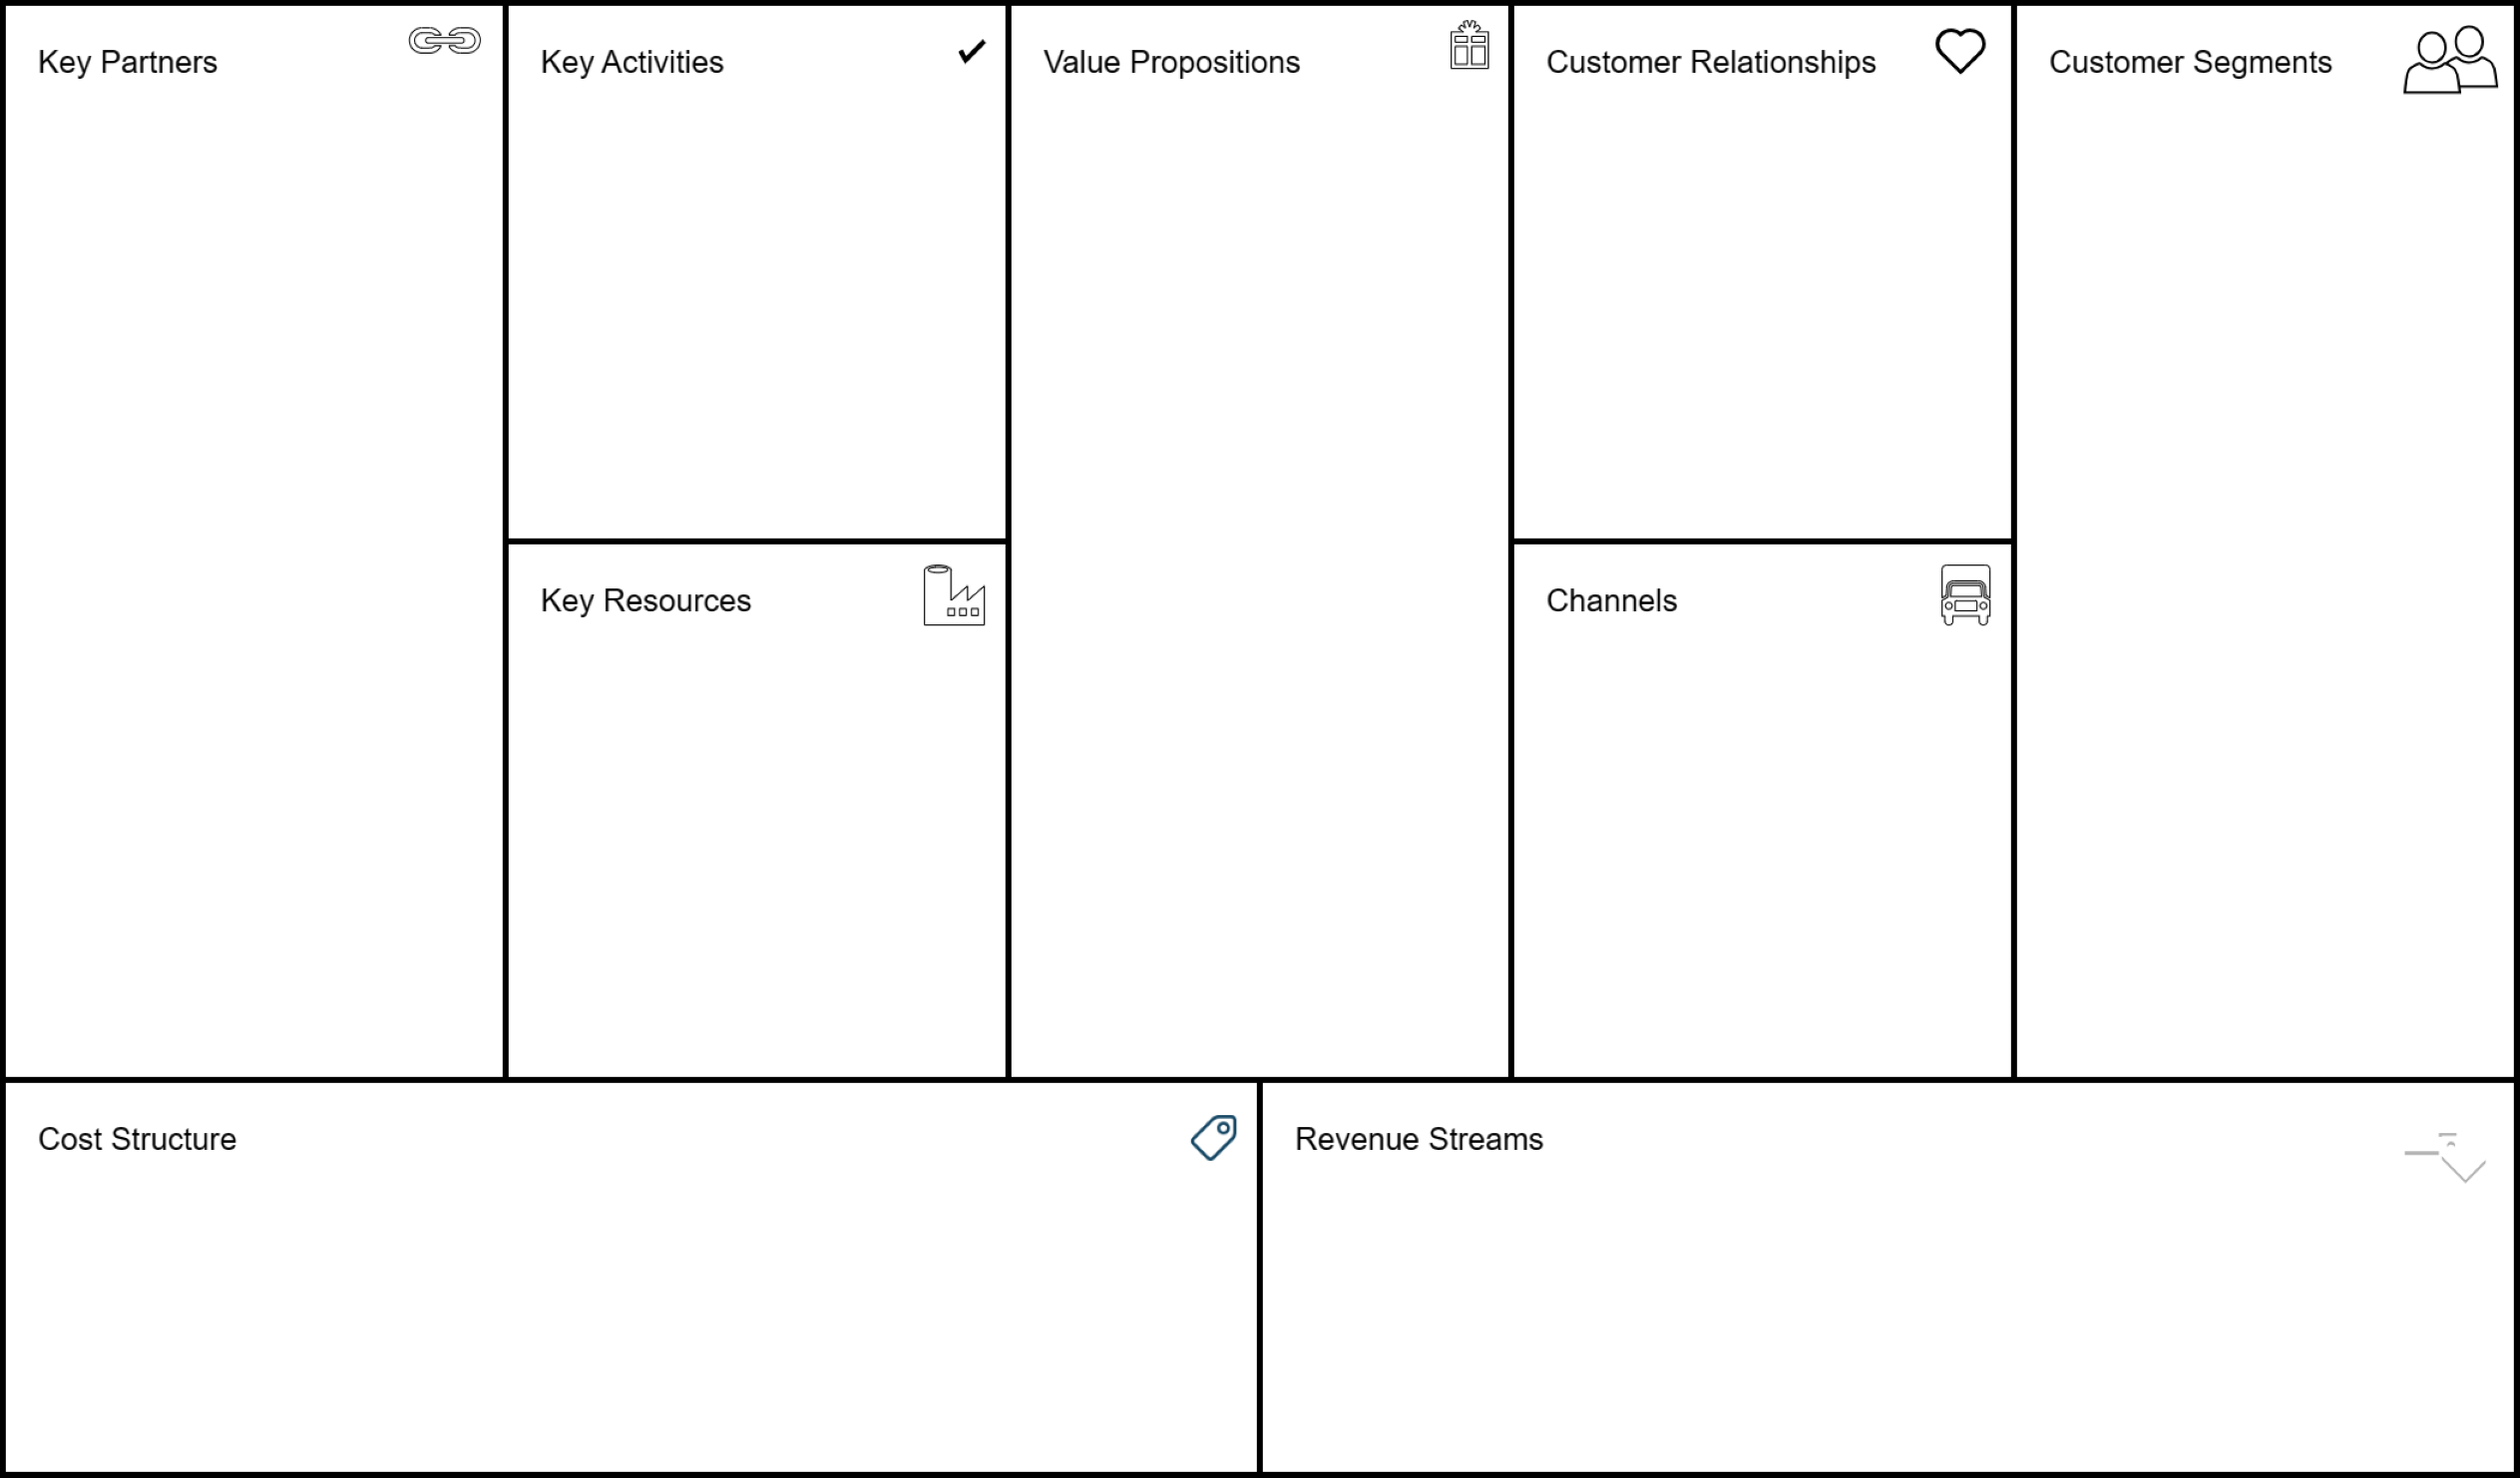 Key Partners
Key Activities
Value Propositions
Customer Relationships
Customer Segments
Key Resources
Channels
Cost Structure
Revenue Streams